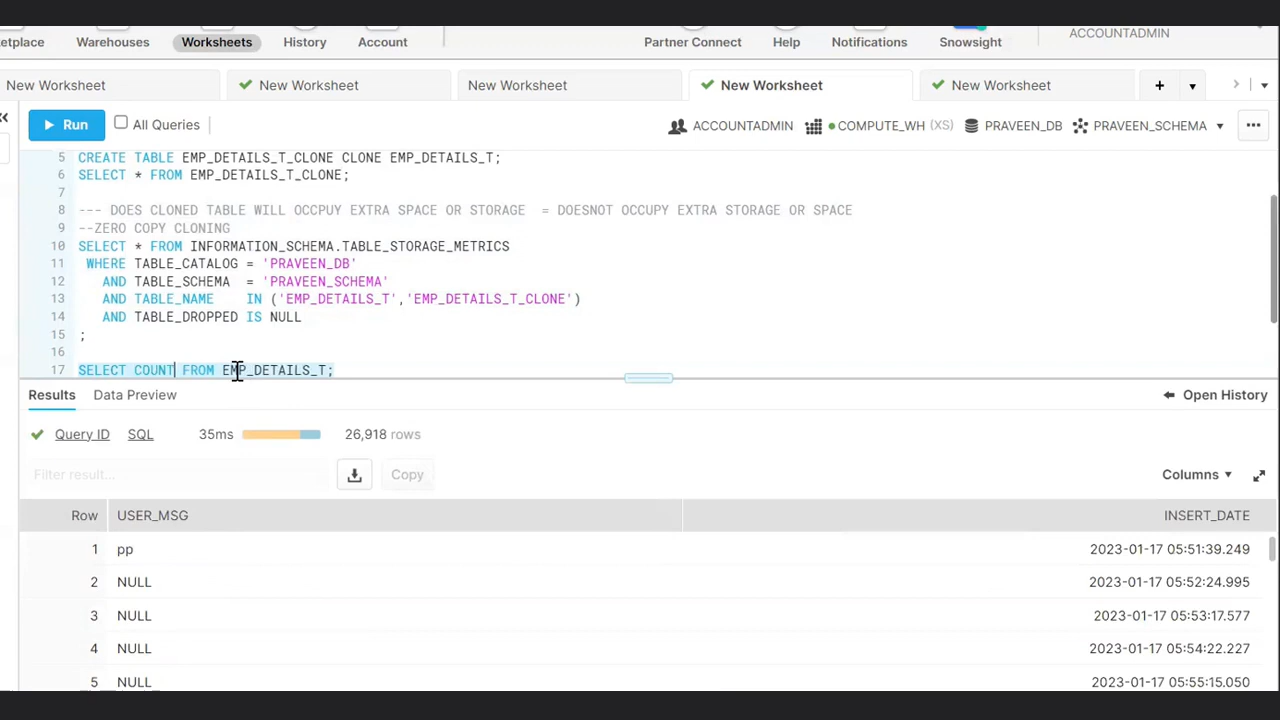 etplace Warehouses Worksheets History Account Partner Connect Help Notifications Snowsight ACCOUNTADMIN
New Worksheet New Worksheet New Worksheet New Worksheet New Worksheet +
Run All Queries ACCOUNTADMIN COMPUTE_WH (XS) PRAVEEN_DB PRAVEEN_SCHEMA
5 CREATE TABLE EMP_DETAILS_T_CLONE CLONE EMP_DETAILS_T;
6 SELECT * FROM EMP_DETAILS_T_CLONE;
7
8 --- DOES CLONED TABLE WILL OCCPUY EXTRA SPACE OR STORAGE = DOESNOT OCCUPY EXTRA STORAGE OR SPACE
9 --ZERO COPY CLONING
10 SELECT * FROM INFORMATION_SCHEMA.TABLE_STORAGE_METRICS
11 WHERE TABLE_CATALOG = 'PRAVEEN_DB'
12 AND TABLE_SCHEMA = 'PRAVEEN_SCHEMA'
13 AND TABLE_NAME IN ('EMP_DETAILS_T','EMP_DETAILS_T_CLONE')
14 AND TABLE_DROPPED IS NULL
15 ;
16
17 SELECT COUNT FROM EMP_DETAILS_T;
Results Data Preview Open History
Query ID SQL 35ms 26,918 rows
Filter result... Copy Columns
Row USER_MSG INSERT_DATE
1 pp 2023-01-17 05:51:39.249
2 NULL 2023-01-17 05:52:24.995
3 NULL 2023-01-17 05:53:17.577
4 NULL 2023-01-17 05:54:22.227
5 NULL 2023-01-17 05:55:15.050